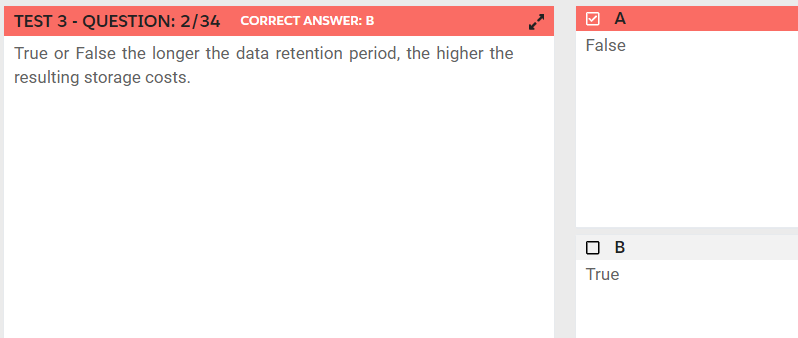 TEST 3 - QUESTION: 2/34 CORRECT ANSWER: B
True or False the longer the data retention period, the higher the
resulting storage costs.
A
False
B
True